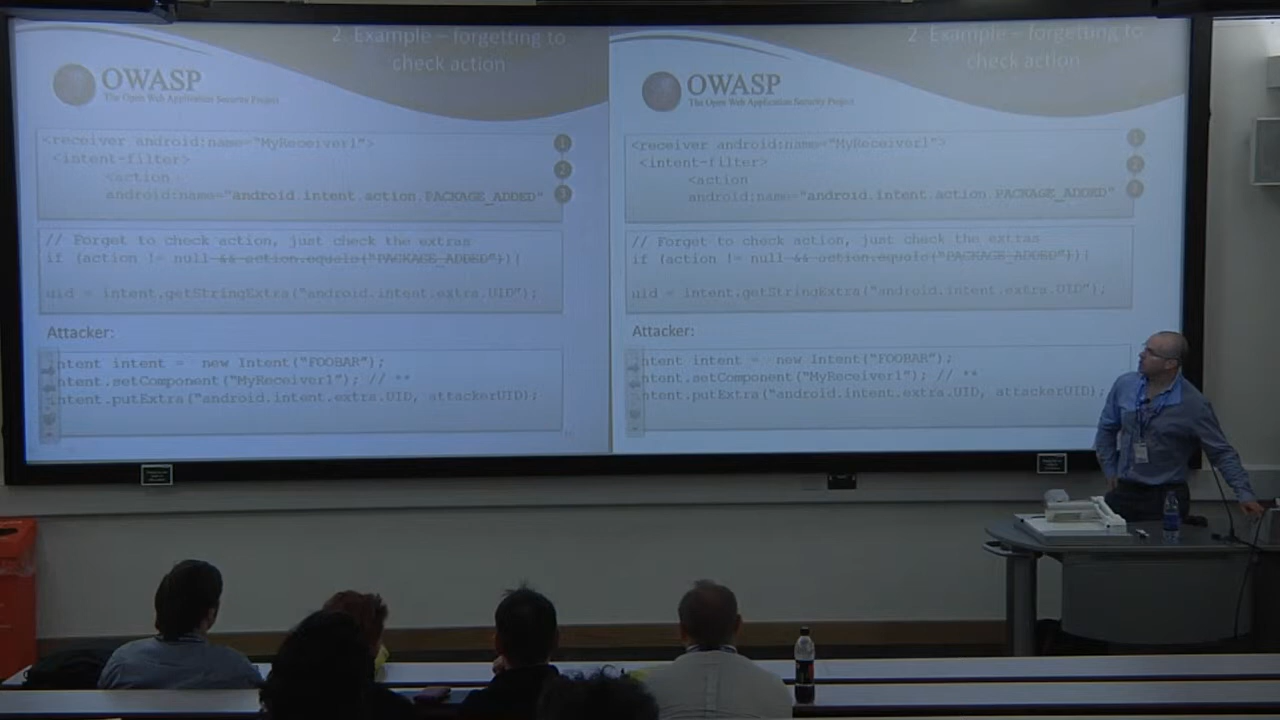 2 Example – forgetting to
check action
OWASP
The Open Web Application Security Project
<receiver android:name="MyReceiver1">
<intent-filter>
<action
android:name="android.intent.action.PACKAGE_ADDED"
1
2
3
// Forget to check action, just check the extras
if (action != null && action.equals("PACKAGE_ADDED")){
uid = intent.getStringExtra("android.intent.extra.UID");
Attacker:
ntent intent = new Intent("FOOBAR");
ntent.setComponent("MyReceiver1"); // **
ntent.putExtra("android.intent.extra.UID, attackerUID);
2 Example – forgetting to
check action
OWASP
The Open Web Application Security Project
<receiver android:name="MyReceiver1">
<intent-filter>
<action
android:name="android.intent.action.PACKAGE_ADDED"
1
2
3
// Forget to check action, just check the extras
if (action != null && action.equals("PACKAGE_ADDED")){
uid = intent.getStringExtra("android.intent.extra.UID");
Attacker:
ntent intent = new Intent("FOOBAR");
ntent.setComponent("MyReceiver1"); // **
ntent.putExtra("android.intent.extra.UID, attackerUID);